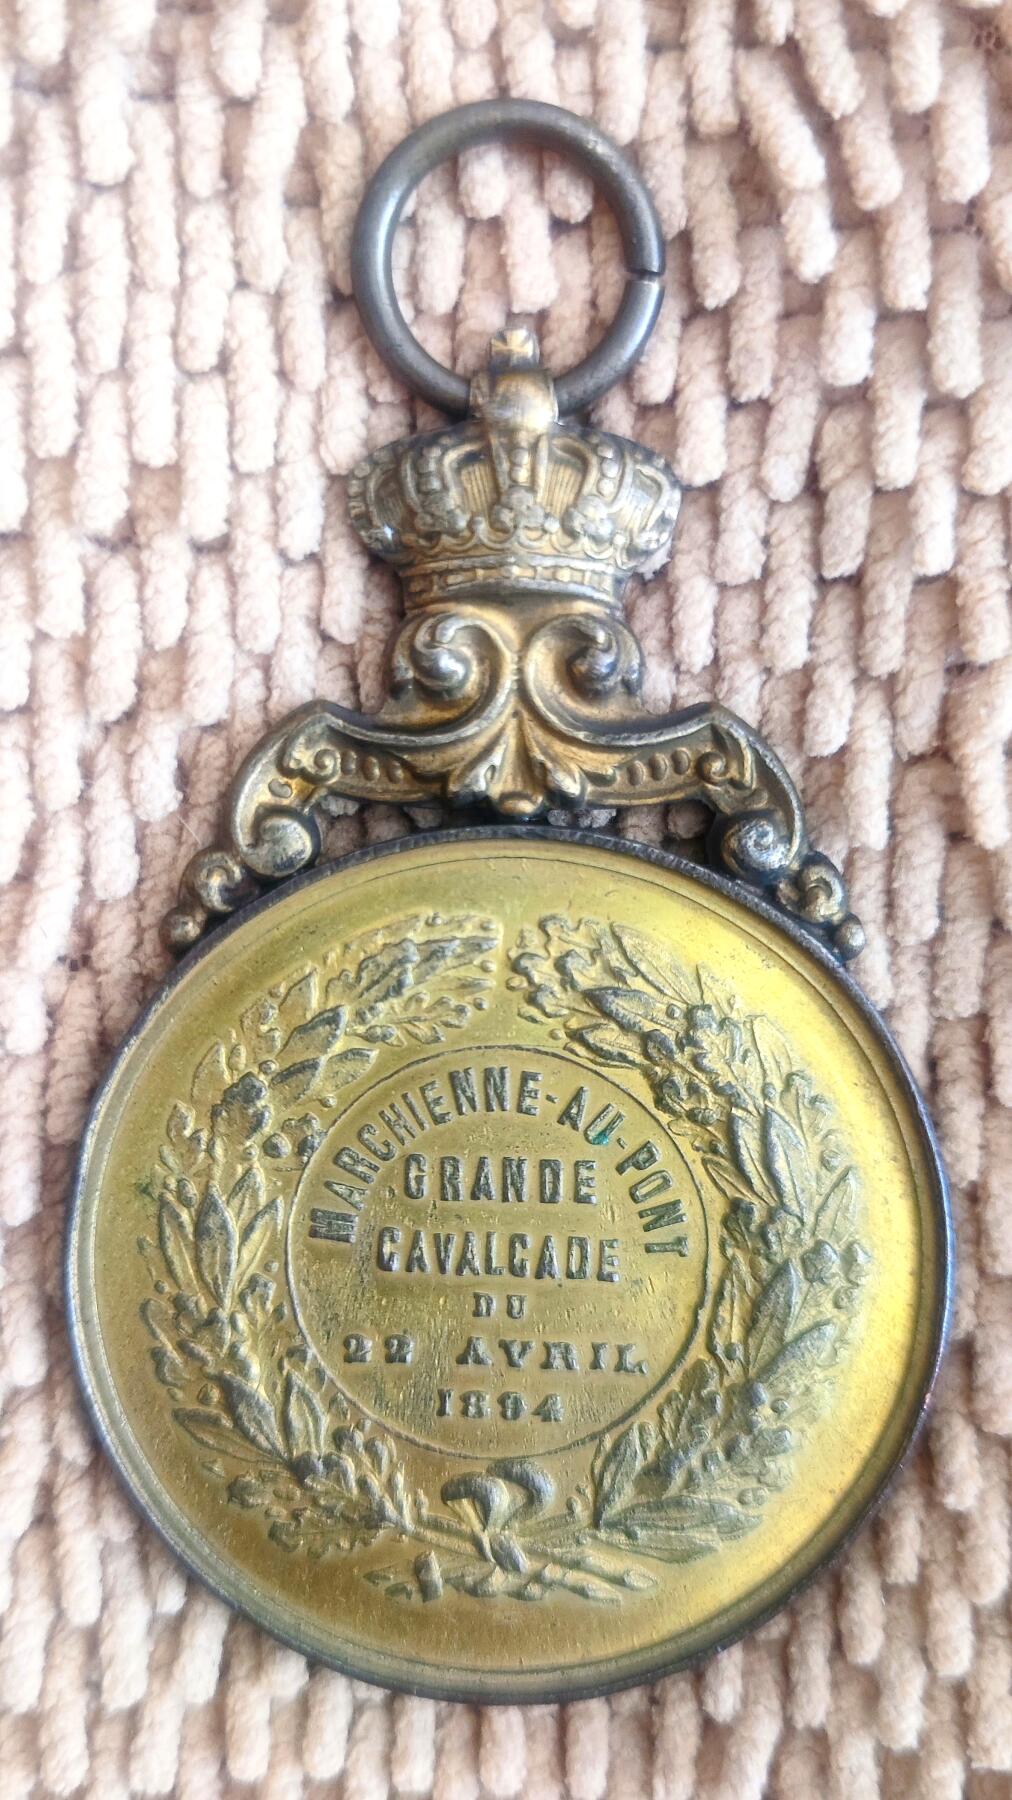 MARCHIENNE-AU-PONT
GRANDE
CAVALCADE
DU
22 AVRIL
1894